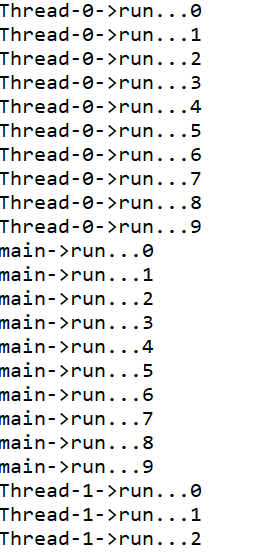 Thread-0->run...0
Thread-0->run...1
Thread-0->run...2
Thread-0->run...3
Thread-0->run...4
Thread-0->run...5
Thread-0->run...6
Thread-0->run...7
Thread-0->run...8
Thread-0->run...9
main->run...0
main->run...1
main->run...2
main->run...3
main->run...4
main->run...5
main->run...6
main->run...7
main->run...8
main->run...9
Thread-1->run...0
Thread-1->run...1
Thread-1->run...2